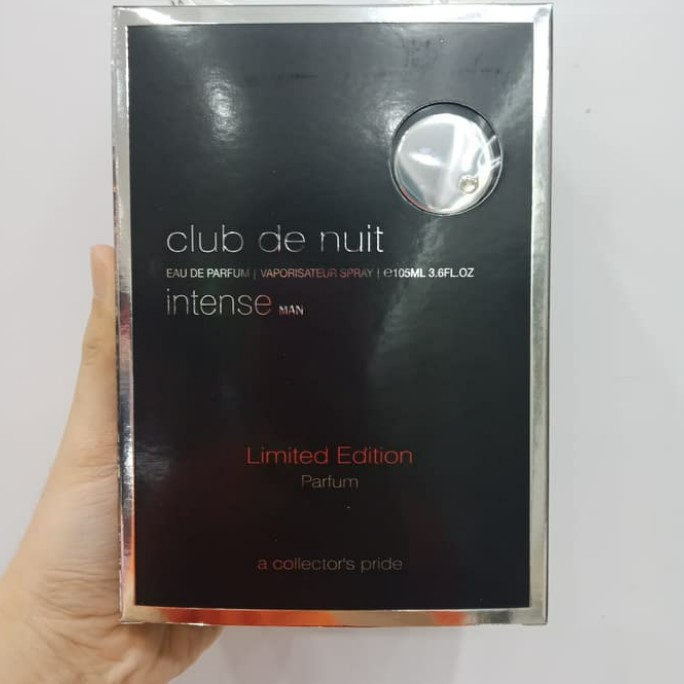 club de nuit
EAU DE PARFUM | VAPORISATEUR SPRAY | ℮105ML 3.6FL.OZ
intense MAN
Limited Edition
Parfum
a collector's pride